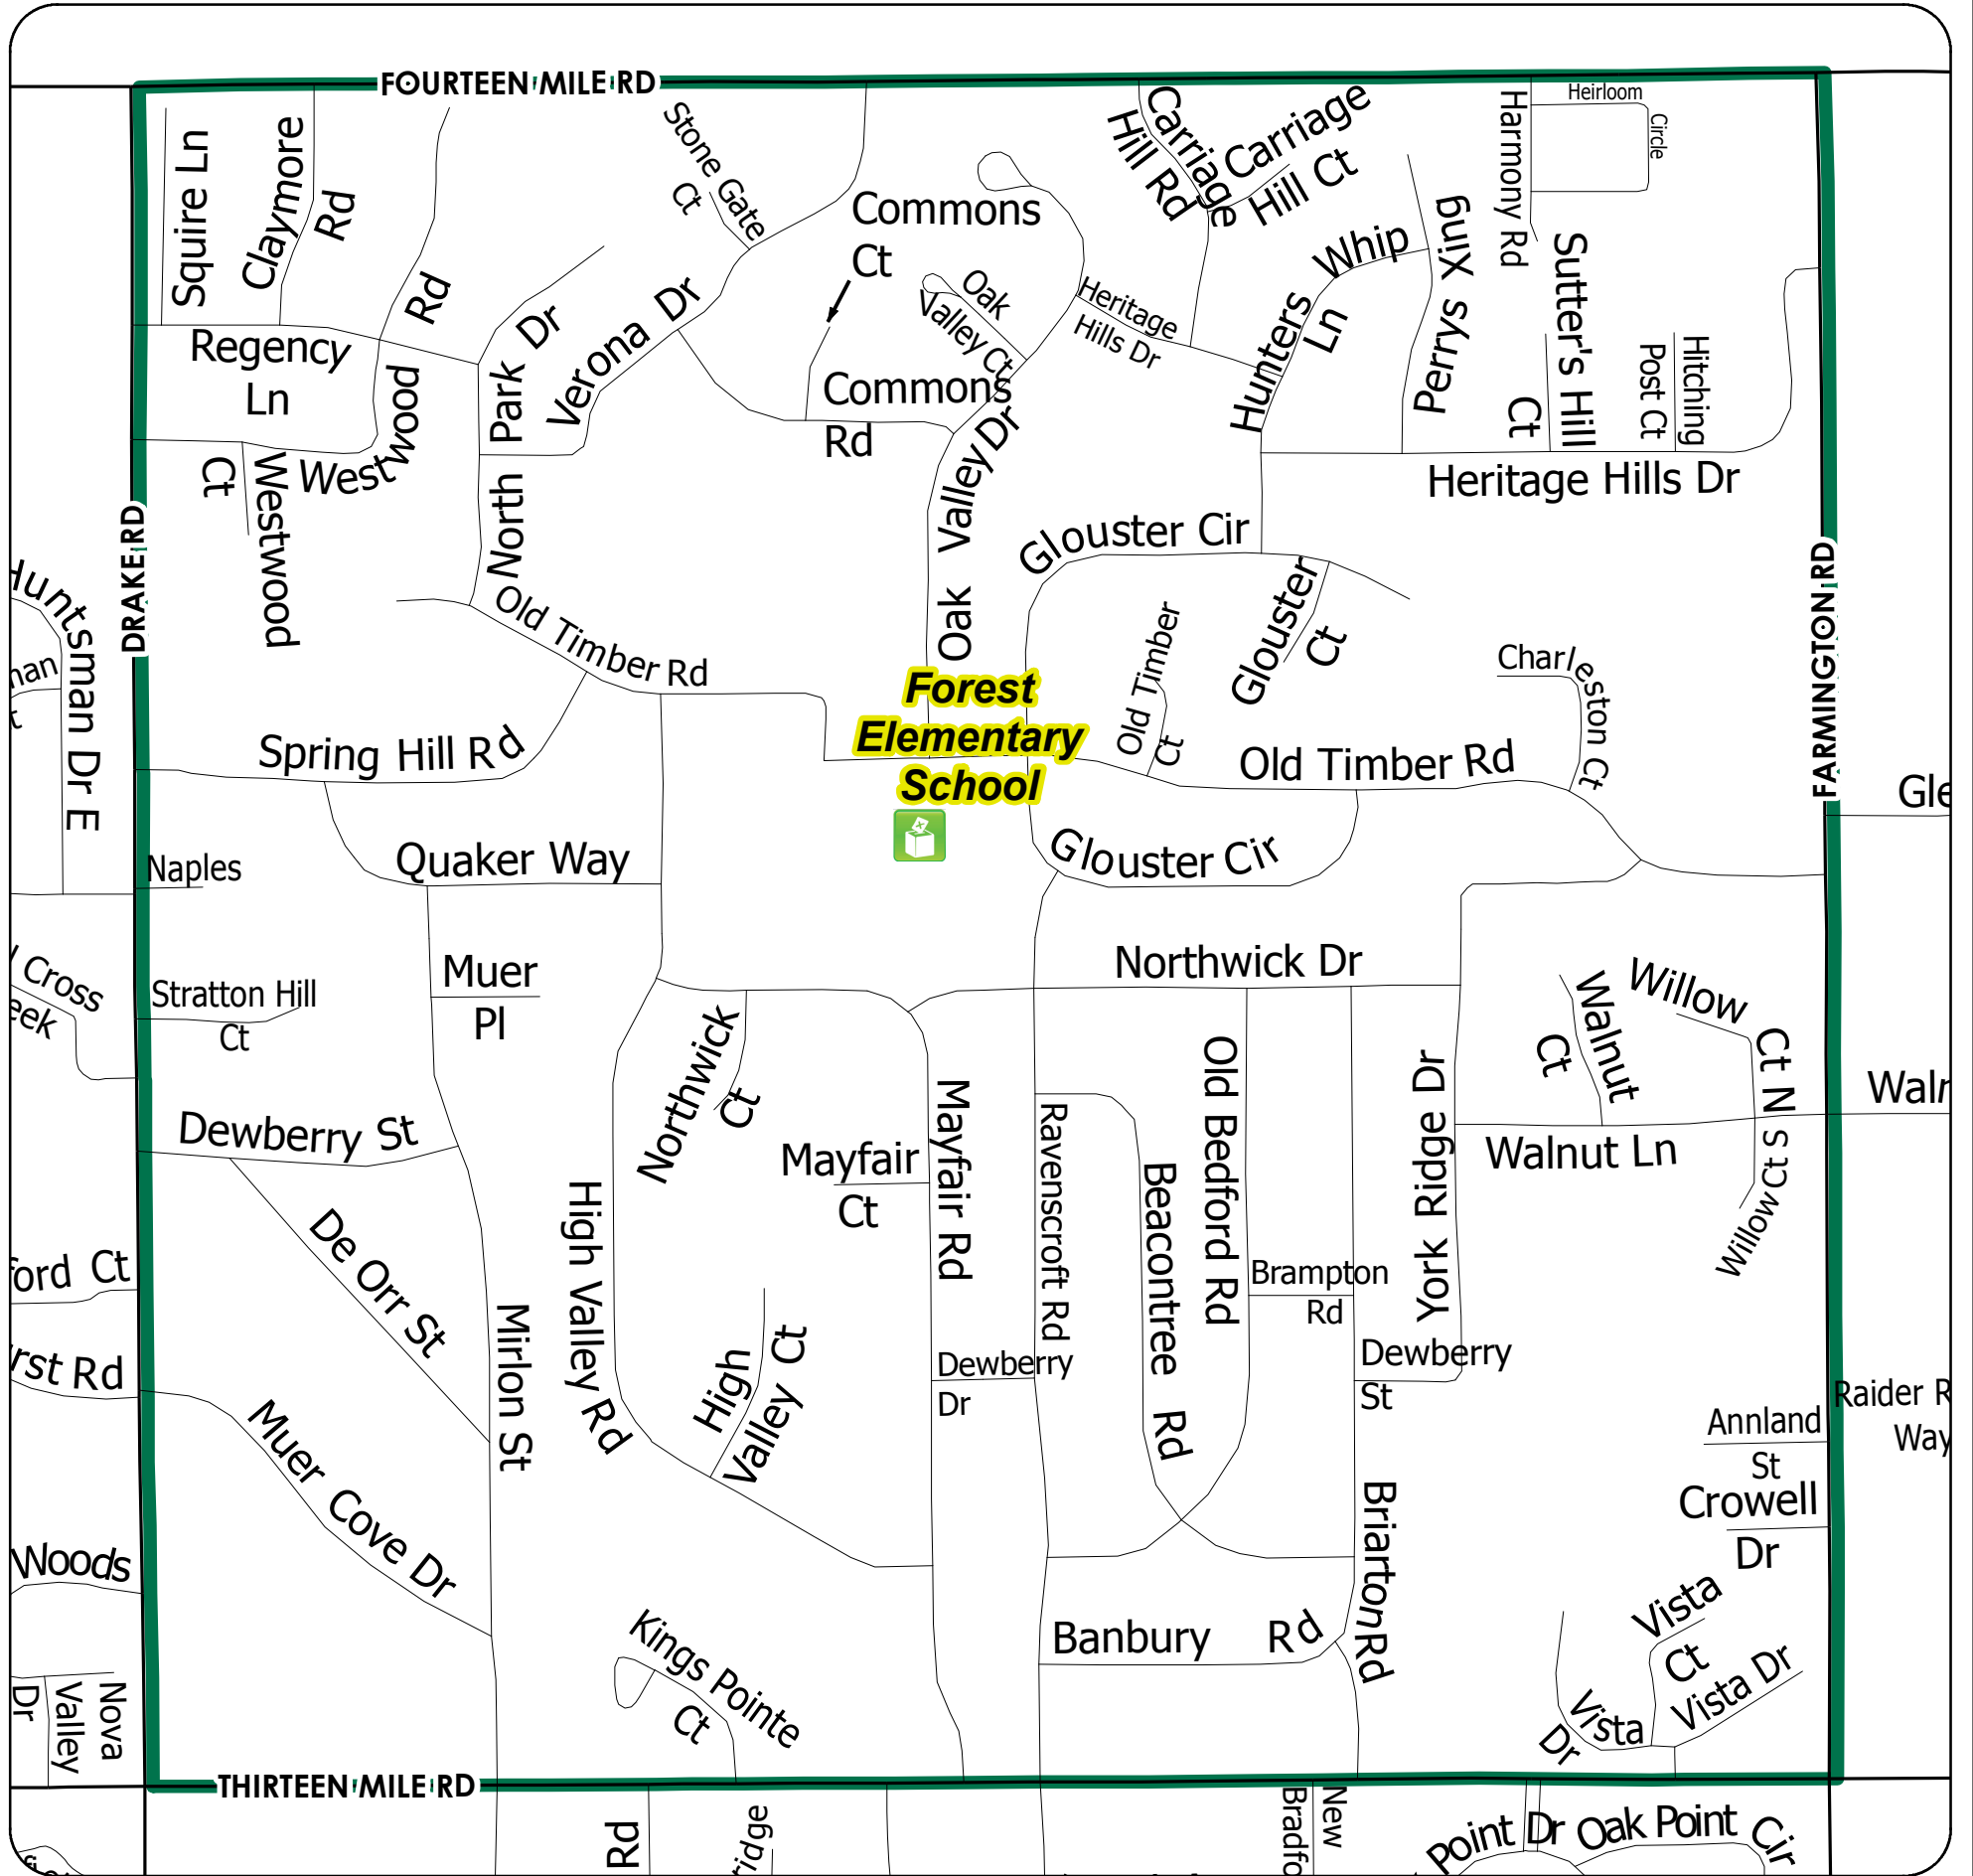 FOURTEEN MILE RD
Heirloom
Circle
Squire Ln
Claymore
Rd
Stone Gate
Ct
Carriage
Hill Rd
Carriage
Hill Ct
Harmony Rd
Commons
Ct
Perrys Xing
Whip
Hunters
Ln
Sutter's Hill
Ct
Hitching
Post Ct
Rd
Westwood
Regency
Ln
North Park Dr
Verona Dr
Oak
Valley Ct
Heritage
Hills Dr
Commons
Rd
Oak Valley Dr
Heritage Hills Dr
Westwood
Ct
DRAKE RD
FARMINGTON RD
Huntsman Dr E
Glouster Cir
Glouster
Ct
Old Timber Rd
Old Timber
Ct
Charleston Ct
Forest
Elementary
School
Spring Hill Rd
Old Timber Rd
Naples
Quaker Way
Glouster Cir
Cross
Stratton Hill
Ct
Muer
Pl
Northwick Dr
Northwick
Ct
Walnut
Ct
Willow
Ct N
Dewberry St
Mayfair
Ct
Mayfair Rd
Ravenscroft Rd
Beacontree Rd
Old Bedford Rd
York Ridge Dr
Walnut Ln
Willow Ct S
De Orr St
High Valley Rd
Brampton
Rd
Ct
Rd
Mirlon St
High
Valley Ct
Dewberry
Dr
Dewberry
St
Raider R
Way
Annland
St
Crowell
Dr
Muer Cove Dr
Briarton Rd
Woods
Banbury Rd
Vista
Ct
Vista Dr
Vista
Dr
Kings Pointe
Ct
Nova
Valley
Dr
THIRTEEN MILE RD
Rd
New
Point Dr
Oak Point Cir